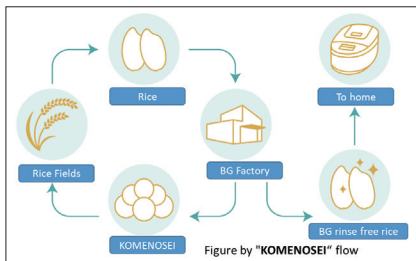 Rice
To home
Rice Fields
BG Factory
KOMENOSEI
BG rinse free rice
Figure by "KOMENOSEI" flow